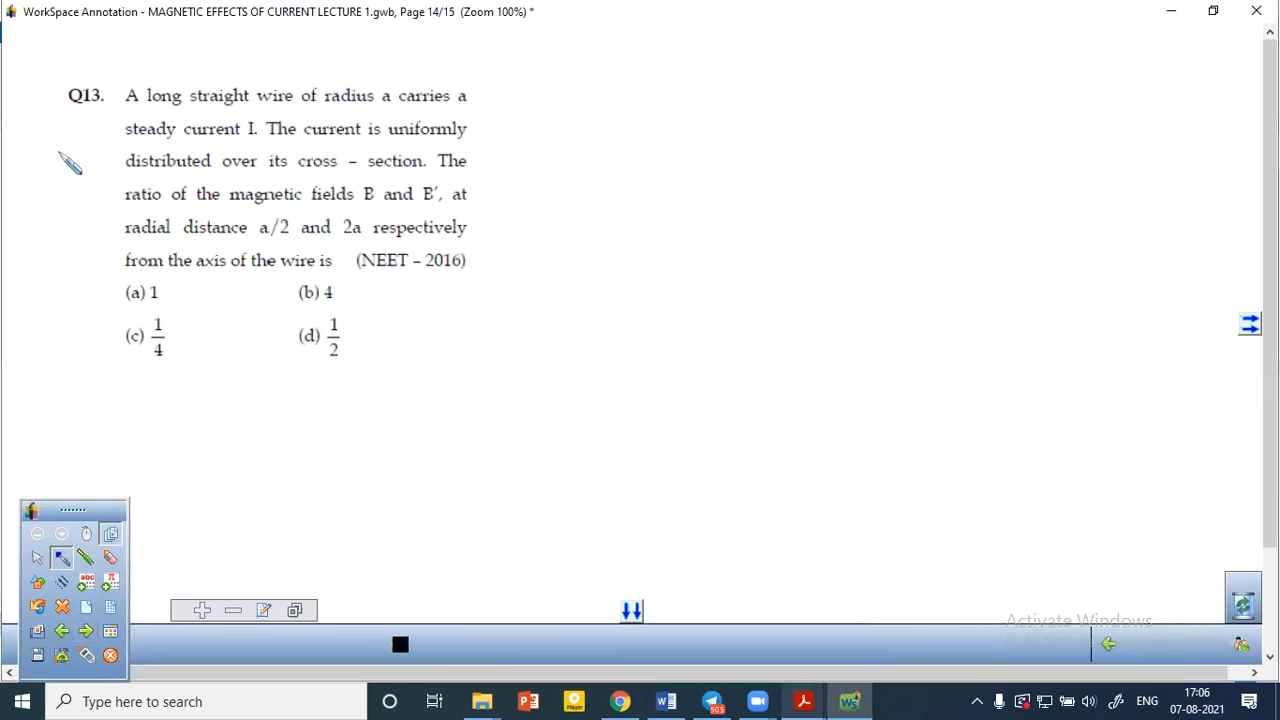 WorkSpace Annotation - MAGNETIC EFFECTS OF CURRENT LECTURE 1.gwb, Page 14/15 (Zoom 100%) *
Q13. A long straight wire of radius a carries a
steady current I. The current is uniformly
distributed over its cross – section. The
ratio of the magnetic fields B and B′, at
radial distance a/2 and 2a respectively
from the axis of the wire is (NEET – 2016)
(a) 1 (b) 4
(c) 1/4 (d) 1/2
abc
π
Activate Windows
Type here to search
Player
SOS
ENG
17:06
07-08-2021